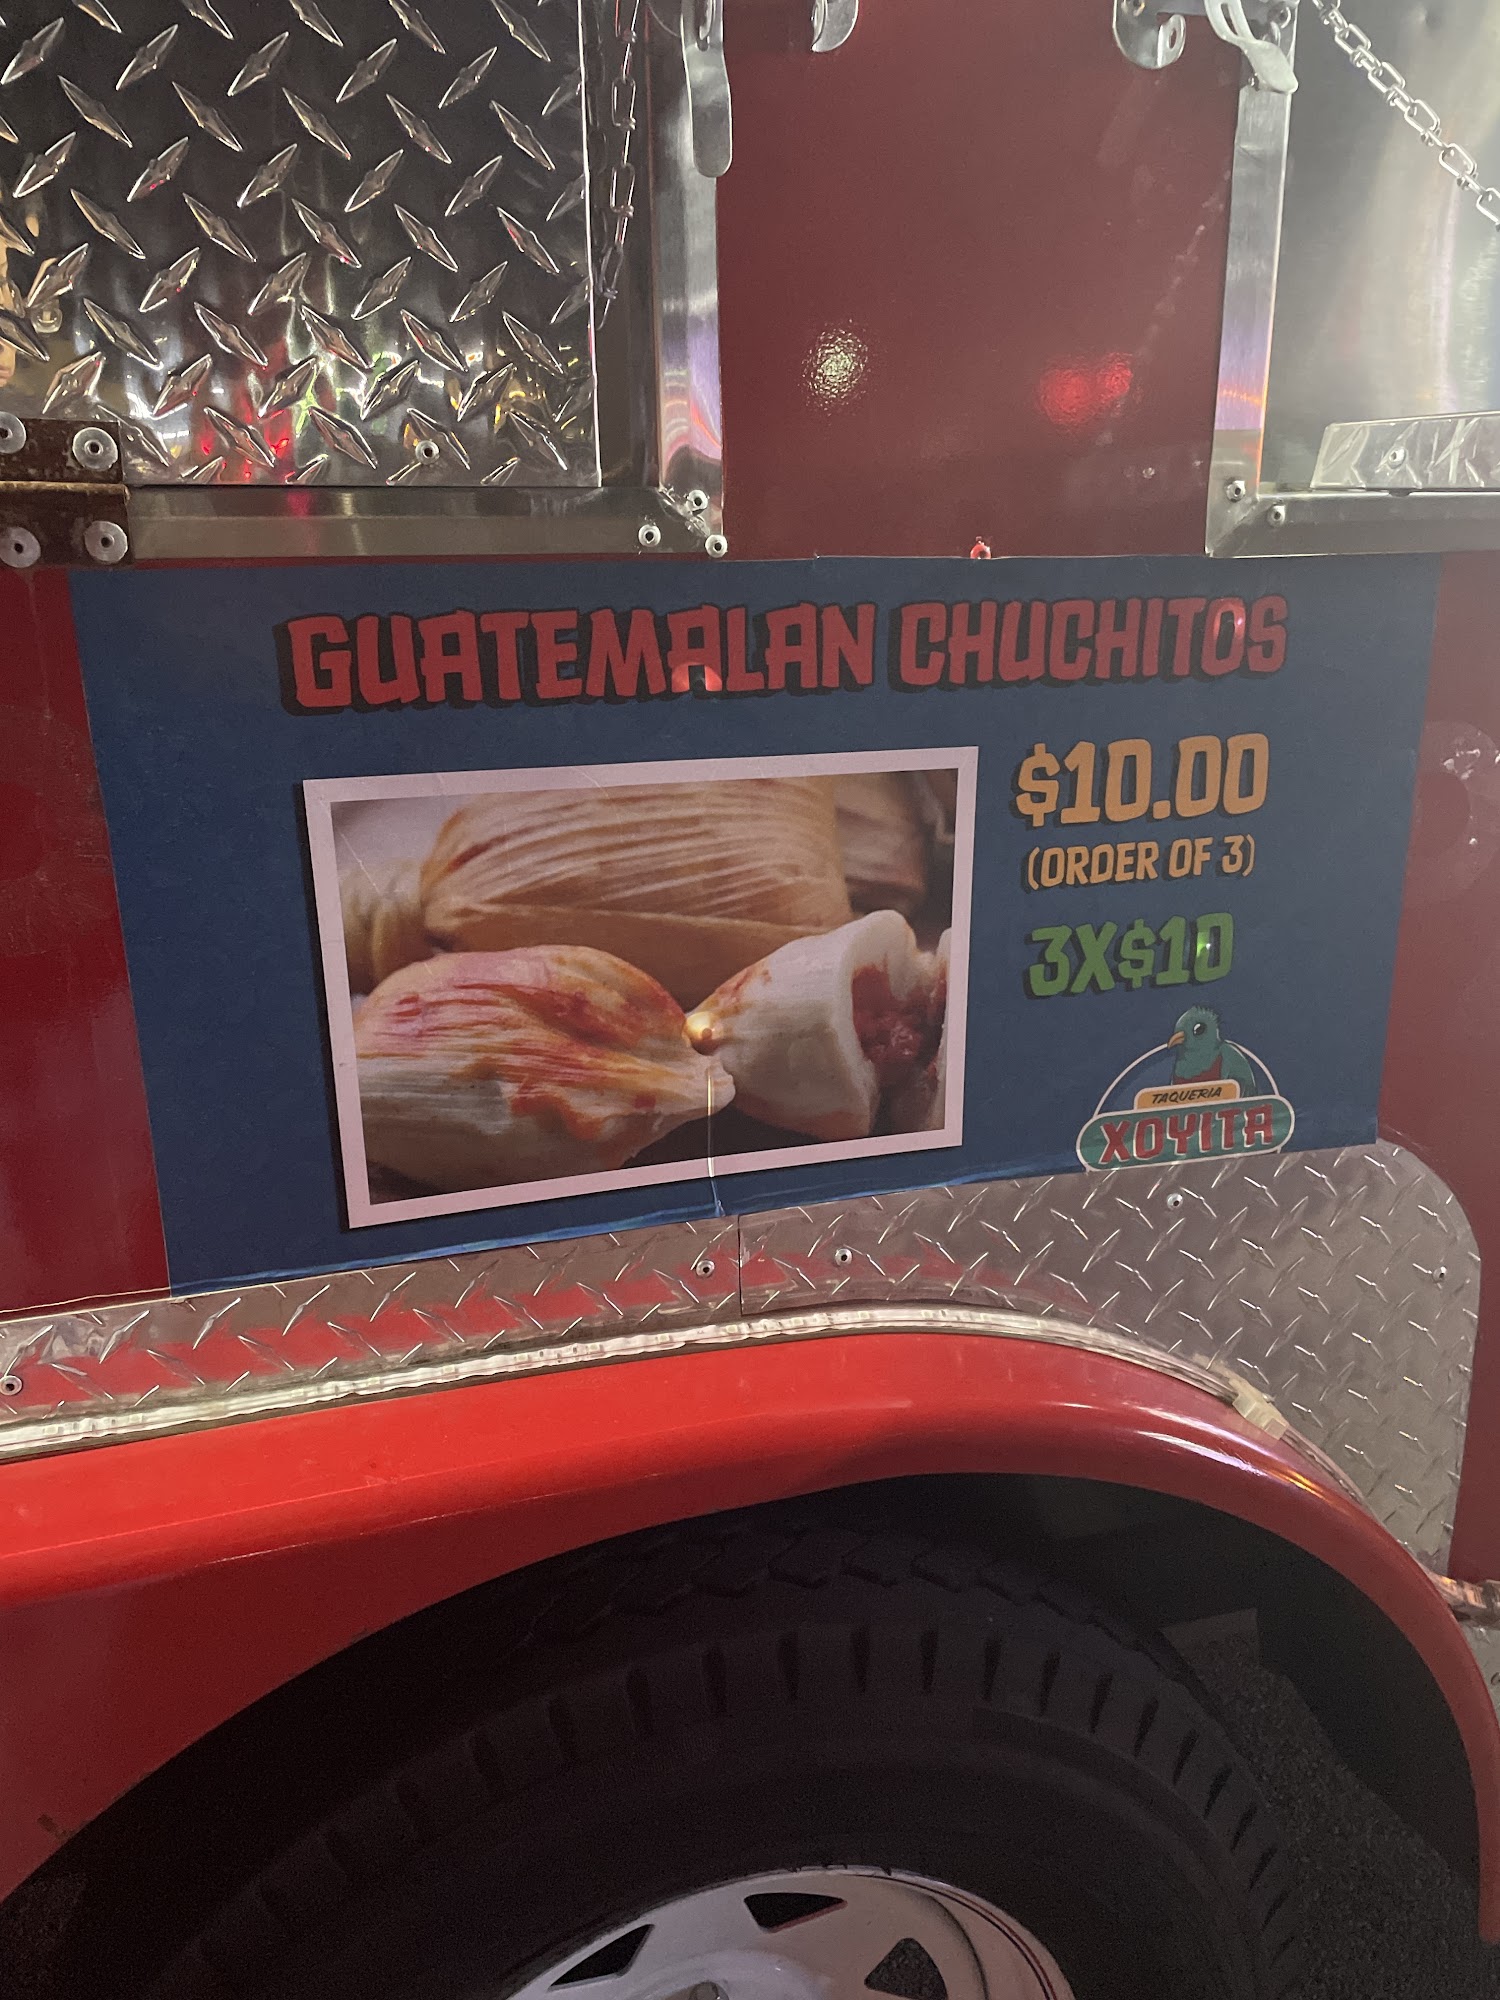 GUATEMALAN CHUCHITOS
$10.00
(ORDER OF 3)
3X$10
TAQUERIA
XOYITA